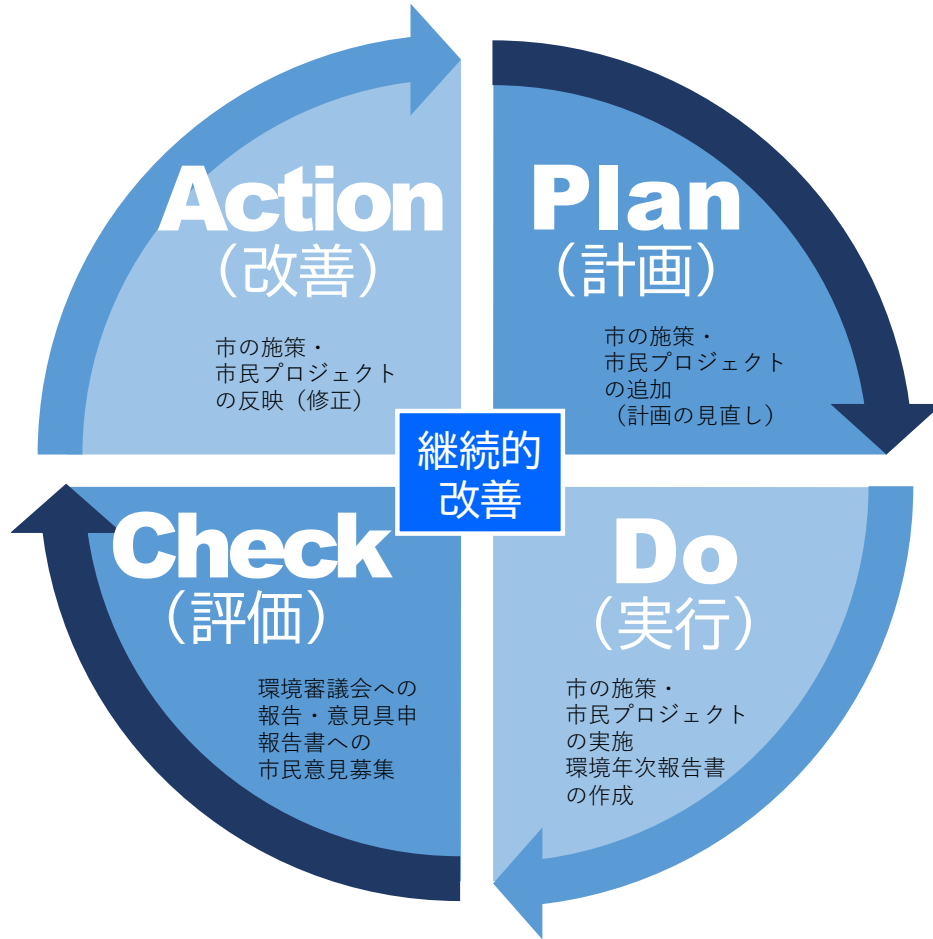 Action
（改善）
市の施策・
市民プロジェクト
の反映（修正）
Plan
（計画）
市の施策・
市民プロジェクト
の追加
（計画の見直し）
継続的
改善
Check
（評価）
環境審議会への
報告・意見具申
報告書への
市民意見募集
Do
（実行）
市の施策・
市民プロジェクト
の実施
環境年次報告書
の作成